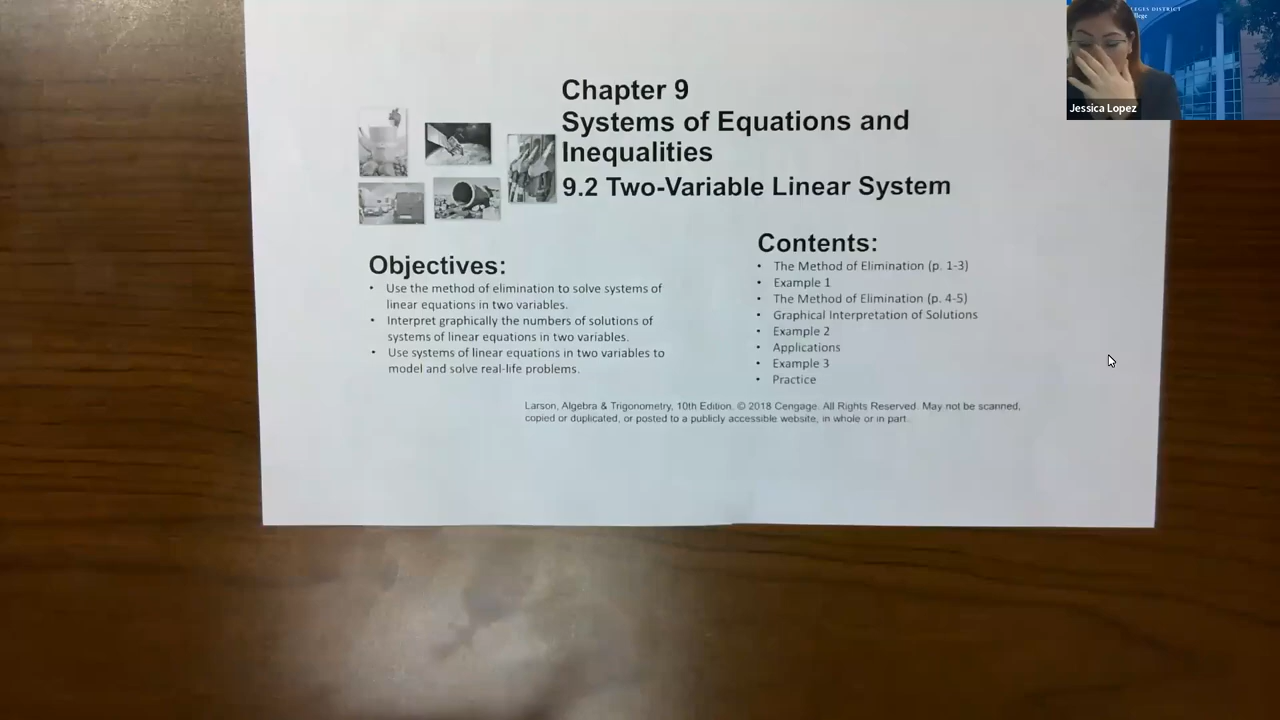 Chapter 9
Systems of Equations and
Inequalities
9.2 Two-Variable Linear System
Objectives:
• Use the method of elimination to solve systems of
linear equations in two variables.
• Interpret graphically the numbers of solutions of
systems of linear equations in two variables.
• Use systems of linear equations in two variables to
model and solve real-life problems.
Contents:
• The Method of Elimination (p. 1-3)
• Example 1
• The Method of Elimination (p. 4-5)
• Graphical Interpretation of Solutions
• Example 2
• Applications
• Example 3
• Practice
Larson, Algebra & Trigonometry, 10th Edition. © 2018 Cengage. All Rights Reserved. May not be scanned,
copied or duplicated, or posted to a publicly accessible website, in whole or in part.
DISTRICT
Jessica Lopez